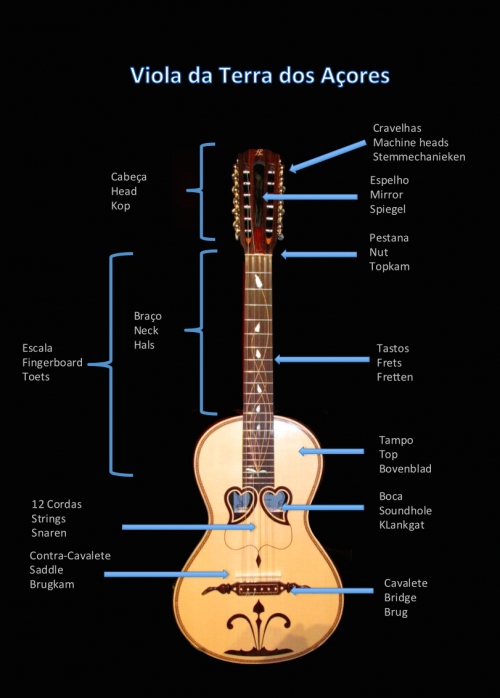 Viola da Terra dos Açores
Cravelhas
Machine heads
Stemmechanieken
Cabeça
Head
Kop
Espelho
Mirror
Spiegel
Pestana
Nut
Topkam
Braço
Neck
Hals
Escala
Fingerboard
Toets
Tastos
Frets
Fretten
Tampo
Top
Bovenblad
12 Cordas
Strings
Snaren
Boca
Soundhole
KLankgat
Contra-Cavalete
Saddle
Brugkam
Cavalete
Bridge
Brug